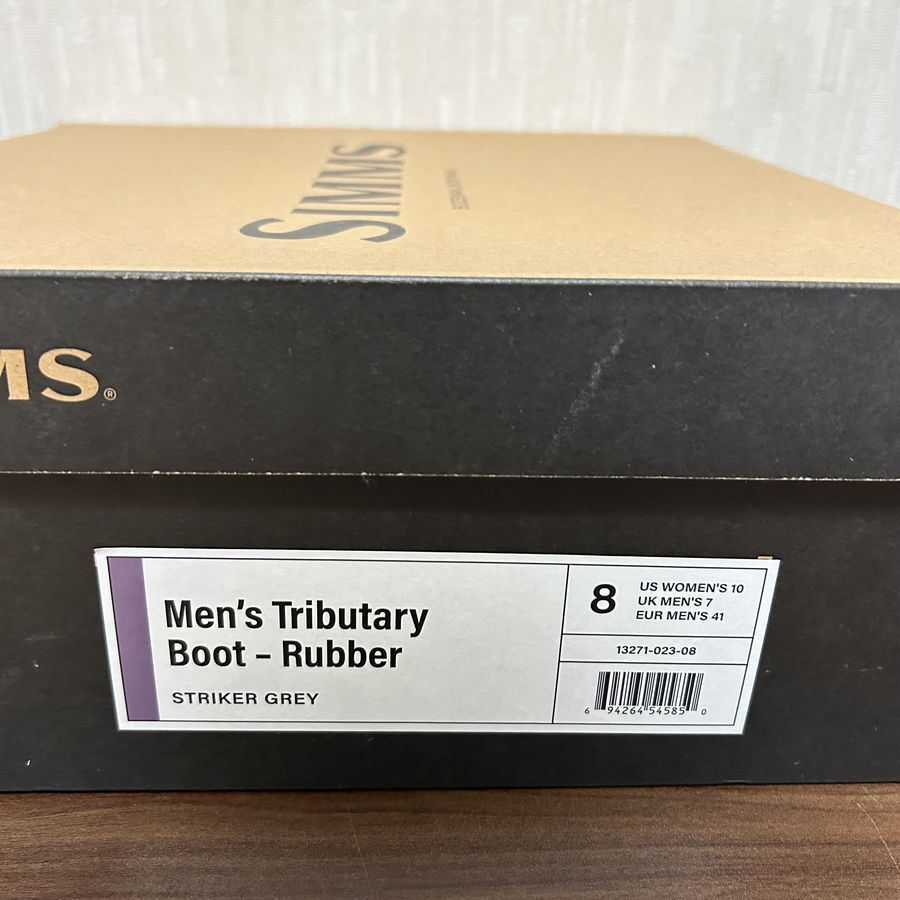 SIMMS
MS®
Men's Tributary
Boot – Rubber
STRIKER GREY
8
US WOMEN'S 10
UK MEN'S 7
EUR MEN'S 41
13271-023-08
6 94264 54585 0